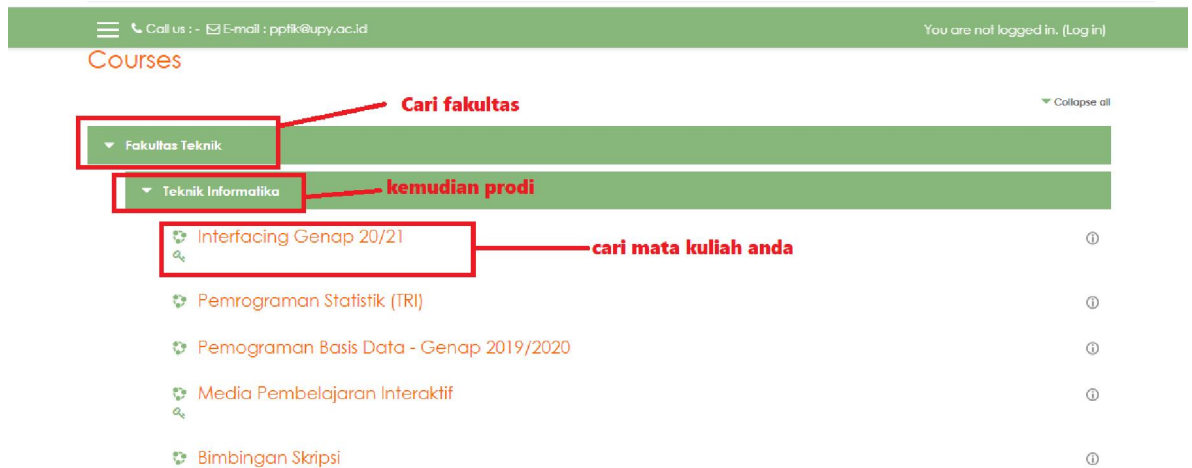 Call us : - E-mail : pptik@upy.ac.id
You are not logged in. (Log in)
Courses
Cari fakultas
Collapse all
Fakultas Teknik
Teknik Informatika
kemudian prodi
Interfacing Genap 20/21
cari mata kuliah anda
Pemrograman Statistik (TRI)
Pemograman Basis Data - Genap 2019/2020
Media Pembelajaran Interaktif
Bimbingan Skripsi